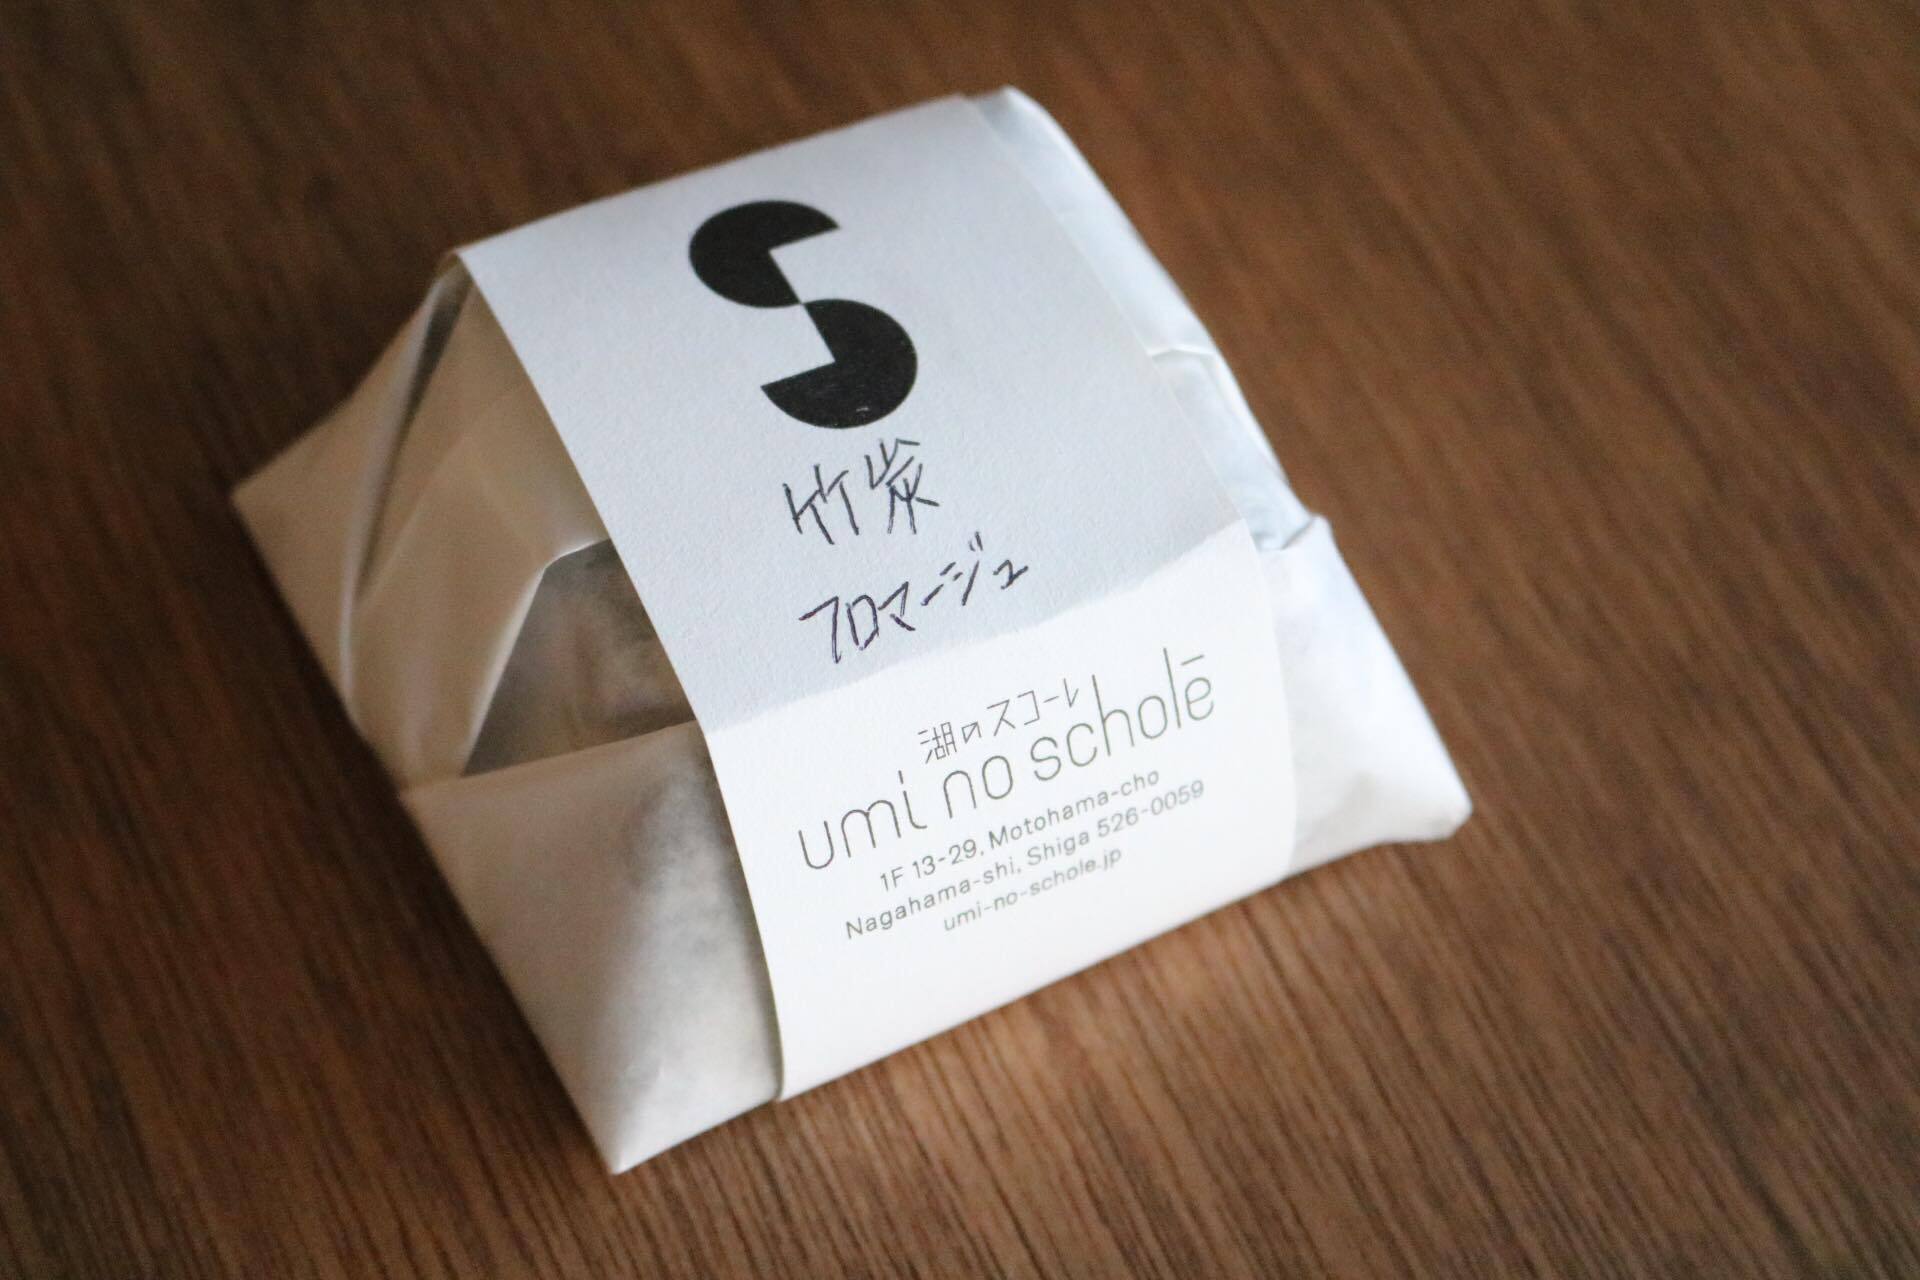 S
竹炭
フロマージュ
湖のスコーレ
umi no scholē
1F 13-29, Motohama-cho
Nagahama-shi, Shiga 526-0059
umi-no-schole.jp